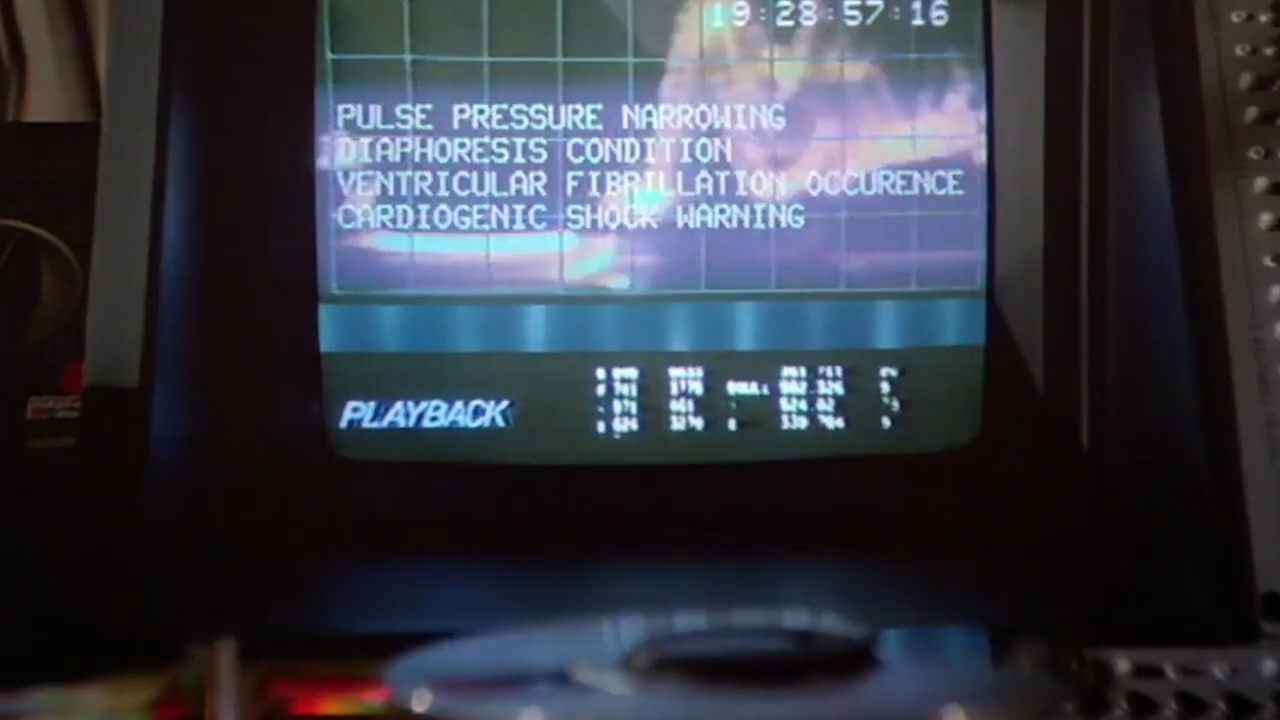 19:28:57:16
PULSE PRESSURE NARROWING
DIAPHORESIS CONDITION
VENTRICULAR FIBRILLATION OCCURENCE
CARDIOGENIC SHOCK WARNING
PLAYBACK